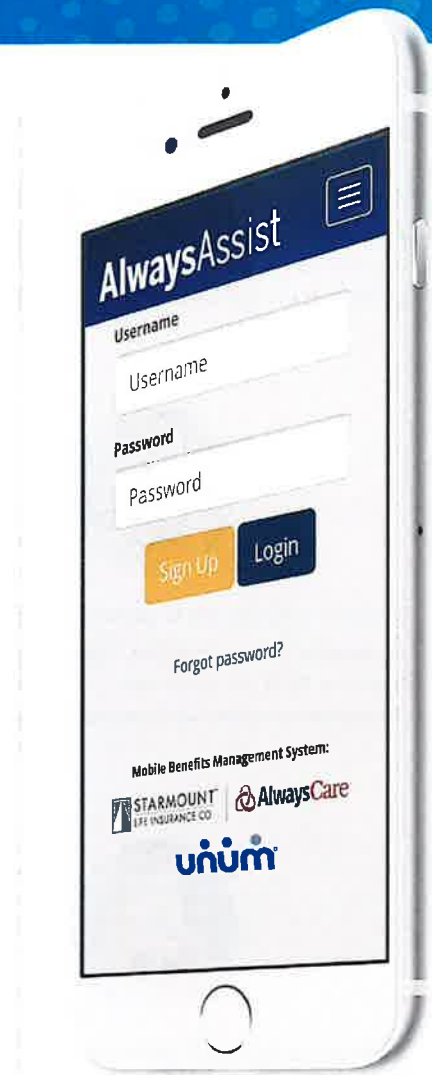 AlwaysAssist
Username
Username
Password
Password
Sign Up Login
Forgot password?
Mobile Benefits Management System:
STARMOUNT AlwaysCare
LIFE INSURANCE CO
unum